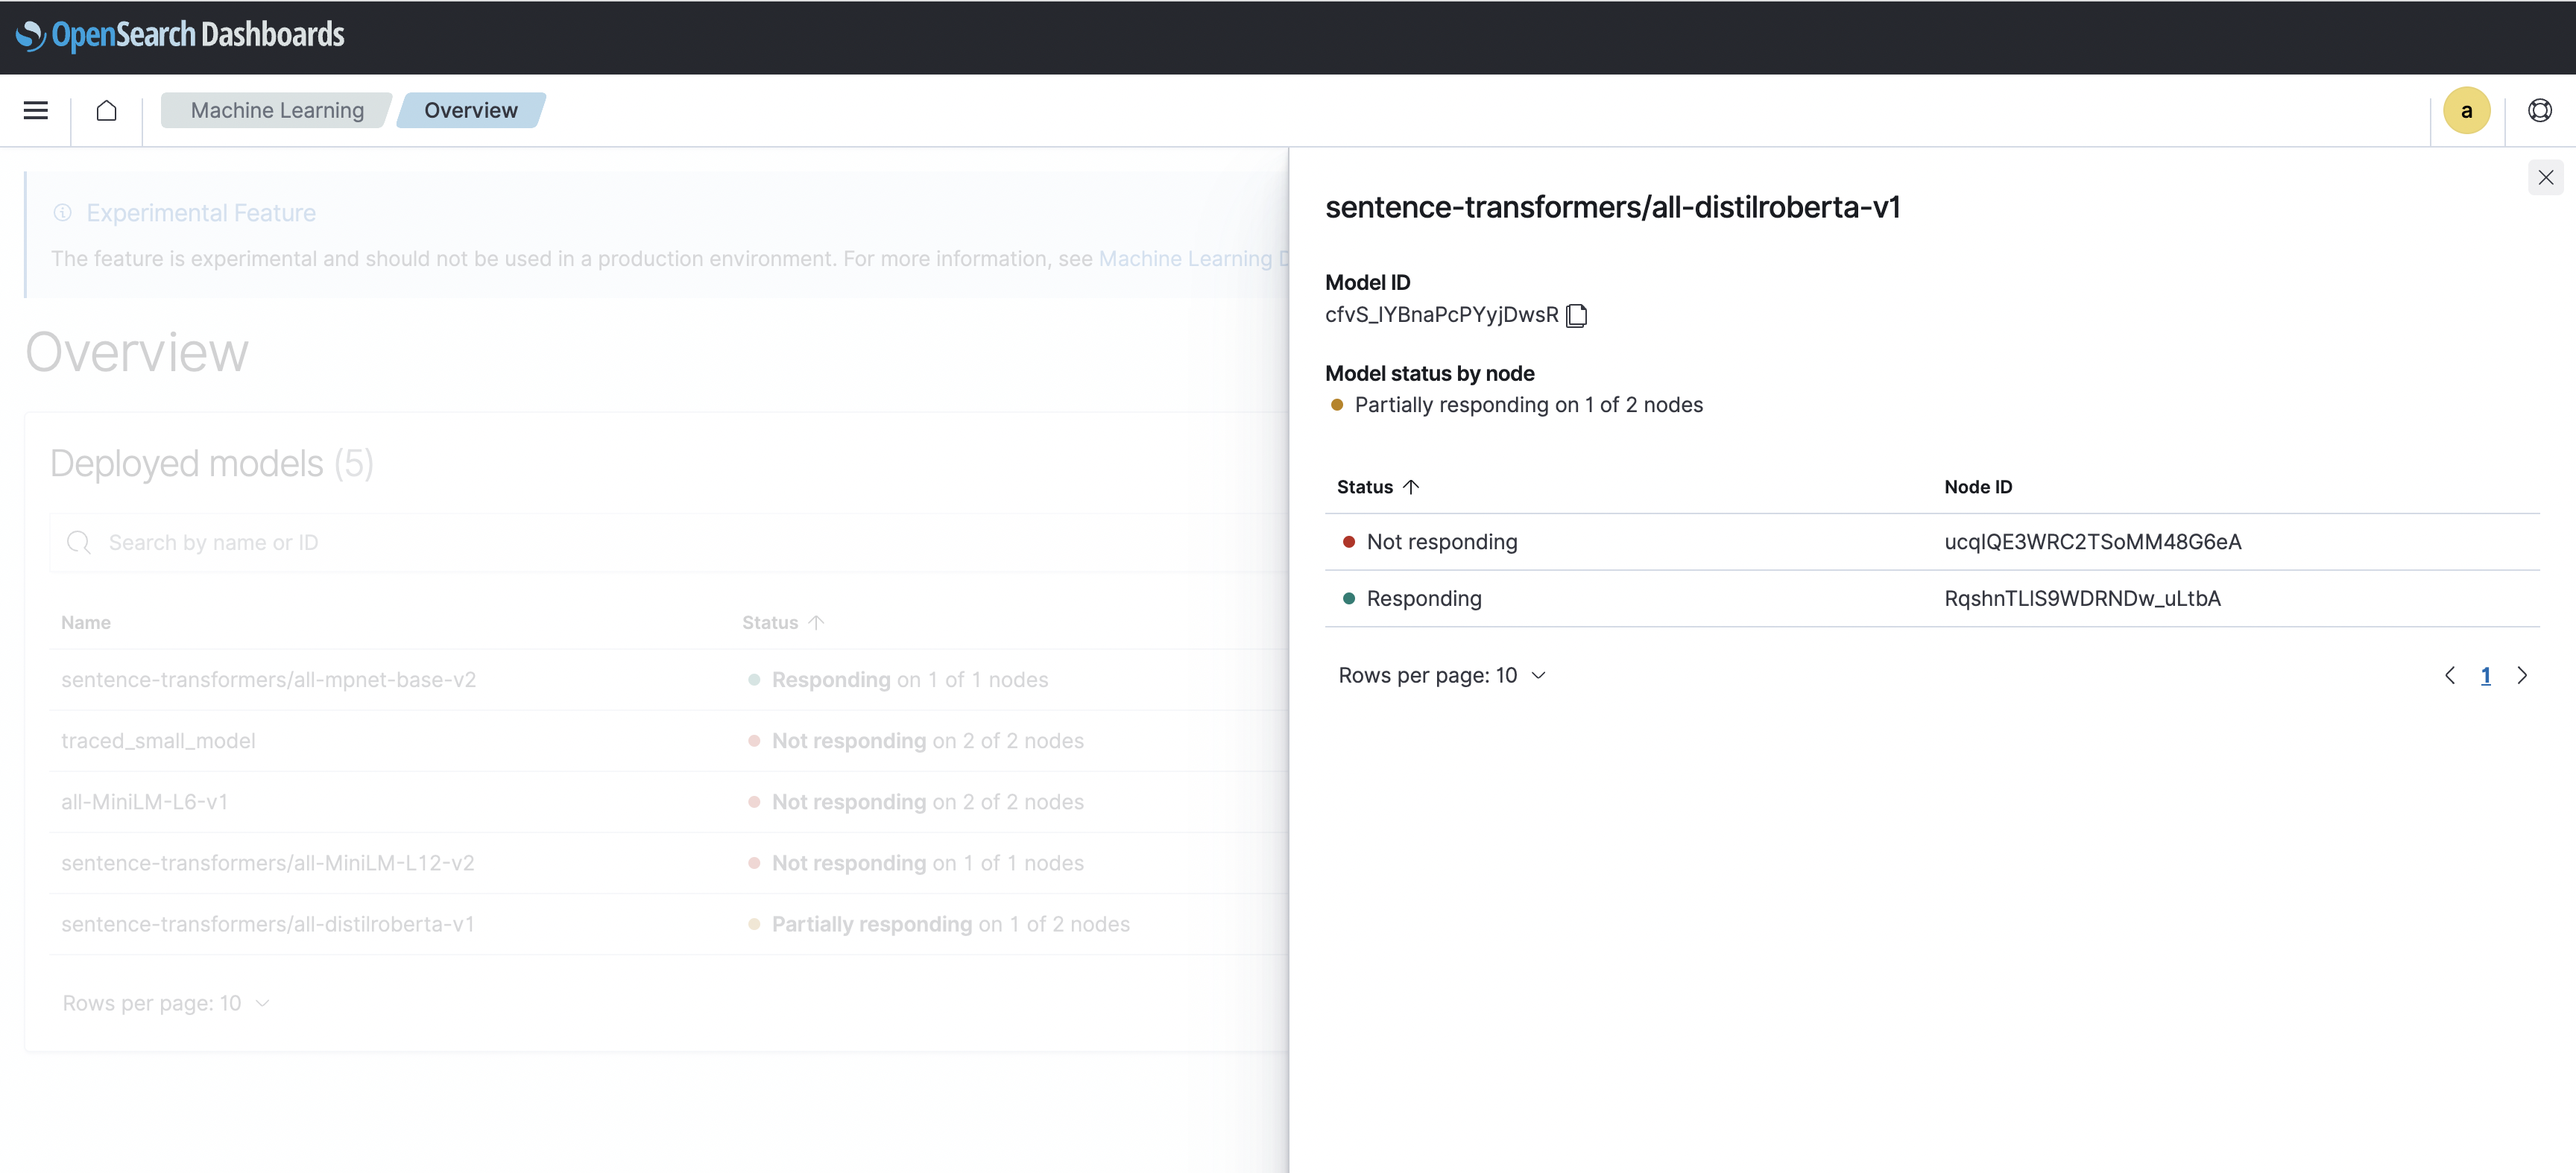 OpenSearch Dashboards
Machine Learning
Overview
a
Experimental Feature
The feature is experimental and should not be used in a production environment. For more information, see Machine Learning
Overview
Deployed models (5)
Search by name or ID
Name Status
sentence-transformers/all-mpnet-base-v2 Responding on 1 of 1 nodes
traced_small_model Not responding on 2 of 2 nodes
all-MiniLM-L6-v1 Not responding on 2 of 2 nodes
sentence-transformers/all-MiniLM-L12-v2 Not responding on 1 of 1 nodes
sentence-transformers/all-distilroberta-v1 Partially responding on 1 of 2 nodes
Rows per page: 10
sentence-transformers/all-distilroberta-v1
Model ID
cfvS_lYBnaPcPYyjDwsR
Model status by node
Partially responding on 1 of 2 nodes
Status Node ID
Not responding ucqlQE3WRC2TSoMM48G6eA
Responding RqshnTLlS9WDRNDw_uLtbA
Rows per page: 10
1